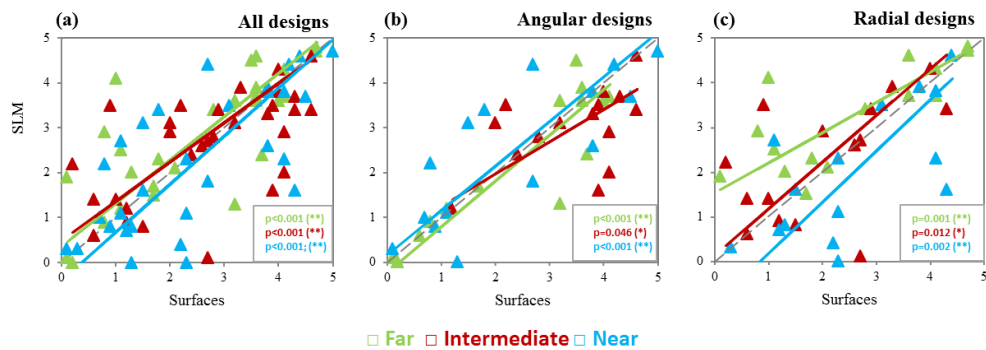 (a) All designs
(b) Angular designs
(c) Radial designs
SLM
5
4
3
2
1
0
p<0.001 (**)
p<0.001 (**)
p<0.001; (**)
0 1 2 3 4 5
Surfaces
5
4
3
2
1
0
p<0.001 (**)
p=0.046 (*)
p<0.001 (**)
0 1 2 3 4 5
Surfaces
5
4
3
2
1
0
p=0.001 (**)
p=0.012 (*)
p=0.002 (**)
0 1 2 3 4 5
Surfaces
□ Far □ Intermediate □ Near